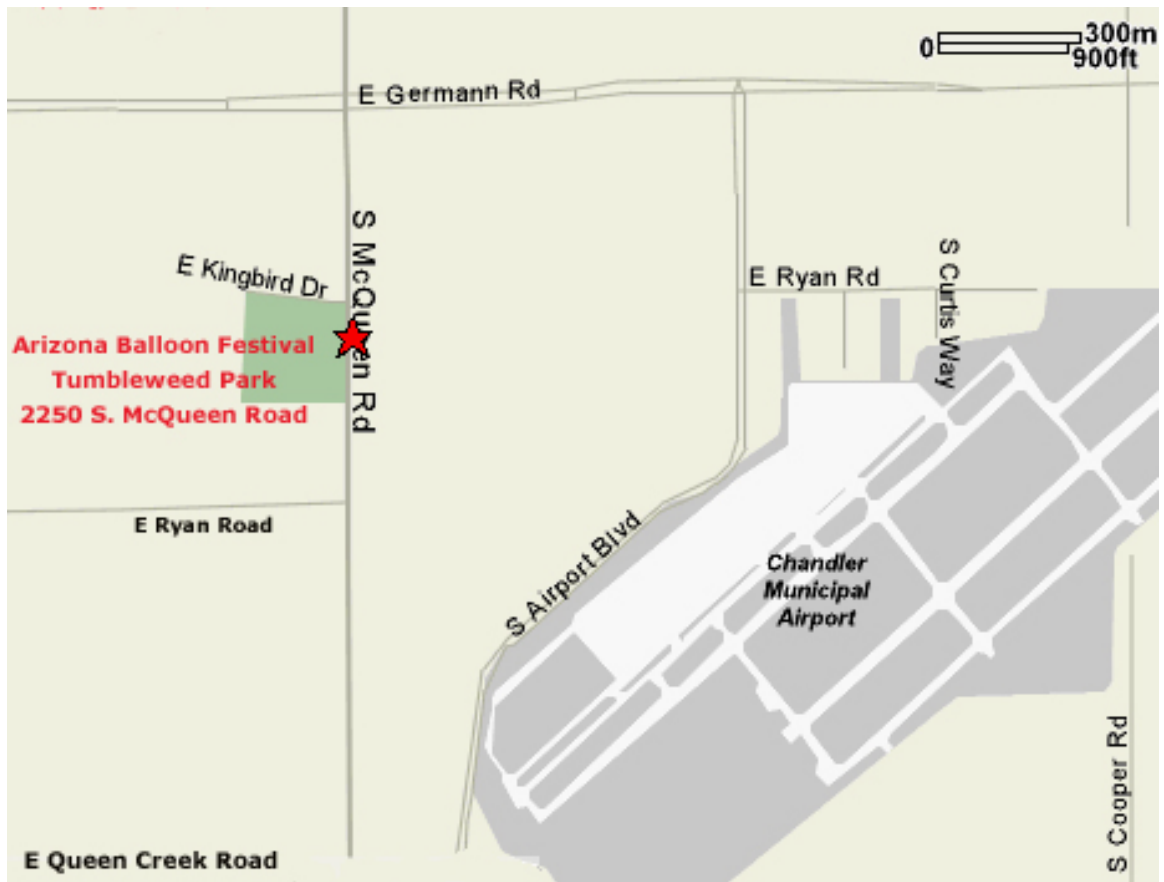 0
300m
900ft
E Germann Rd
S McQueen Rd
E Kingbird Dr
E Ryan Rd
S Curtis Way
Arizona Balloon Festival
Tumbleweed Park
2250 S. McQueen Road
E Ryan Road
S Airport Blvd
Chandler
Municipal
Airport
S Cooper Rd
E Queen Creek Road